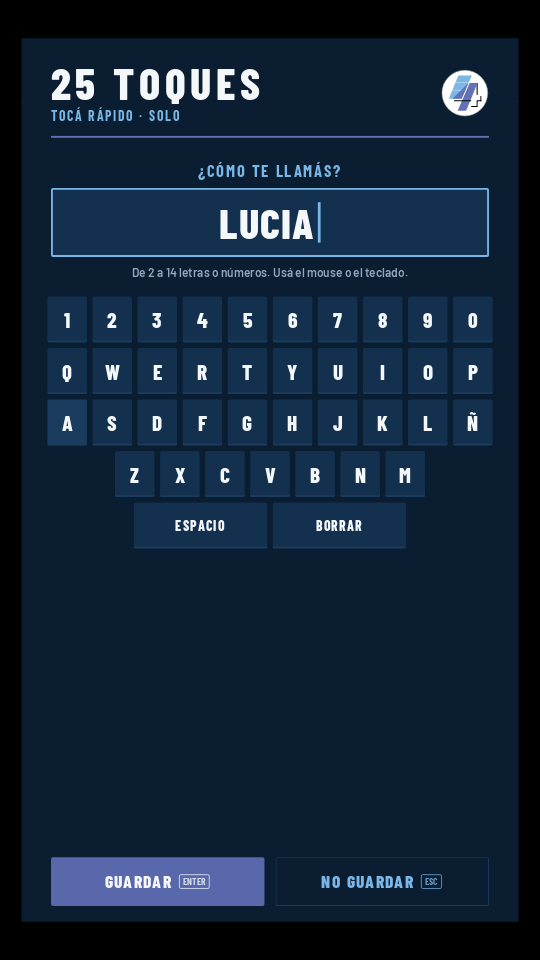 25 TOQUES
TOCÁ RÁPIDO · SOLO
¿CÓMO TE LLAMÁS?
LUCIA
De 2 a 14 letras o números. Usá el mouse o el teclado.
1 2 3 4 5 6 7 8 9 0
Q W E R T Y U I O P
A S D F G H J K L Ñ
Z X C V B N M
ESPACIO BORRAR
GUARDAR ENTER NO GUARDAR ESC